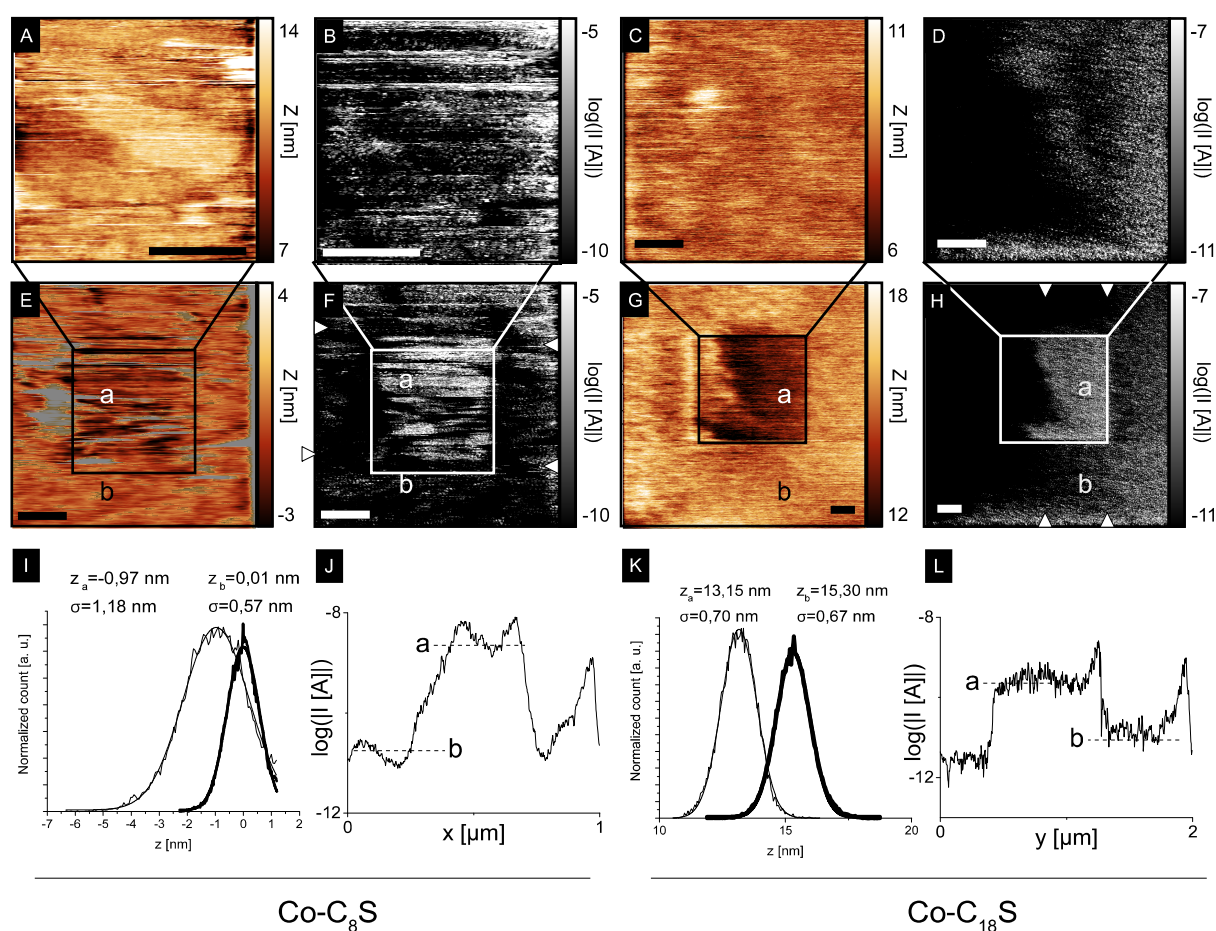 A
14
Z [nm]
7
B
-5
log(|I [A]|)
-10
C
11
Z [nm]
6
D
-7
log(|I [A]|)
-11
E
a
b
4
Z [nm]
-3
F
a
b
-5
log(|I [A]|)
-10
G
a
b
18
Z [nm]
12
H
a
b
-7
log(|I [A]|)
-11
I
z_a=-0,97 nm
σ=1,18 nm
z_b=0,01 nm
σ=0,57 nm
Normalized count [a. u.]
-7 -6 -5 -4 -3 -2 -1 0 1 2
z [nm]
J
-8
log(|I [A]|)
-12
a
b
0 1
x [µm]
K
z_a=13,15 nm
σ=0,70 nm
z_b=15,30 nm
σ=0,67 nm
Normalized count [a. u.]
10 15 20
z [nm]
L
-8
log(|I [A]|)
-12
a
b
0 2
y [µm]
Co-C₈S
Co-C₁₈S